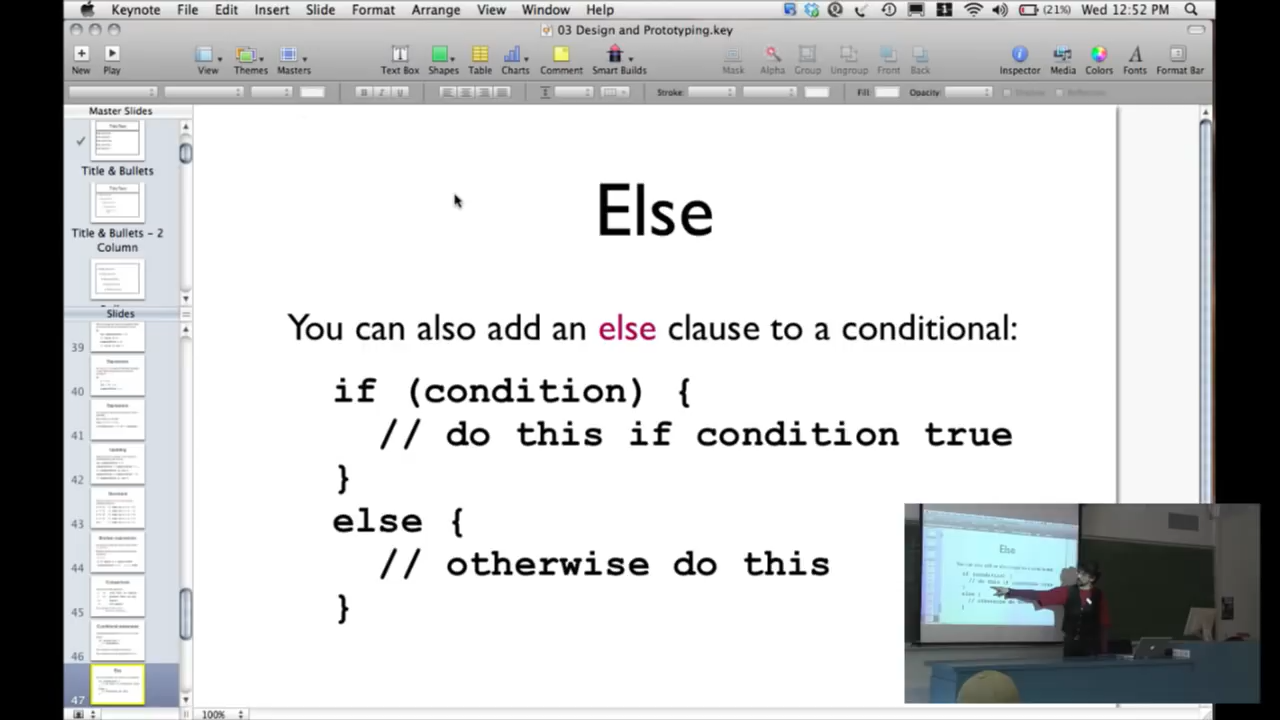 Keynote File Edit Insert Slide Format Arrange View Window Help (21%) Wed 12:52 PM
03 Design and Prototyping.key
New Play View Themes Masters Text Box Shapes Table Charts Comment Smart Builds Mask Alpha Group Ungroup Front Back Inspector Media Colors Fonts Format Bar
B I U Stroke: Fill: Opacity:
Master Slides
Title & Bullets
Title & Bullets – 2
Column
Slides
39
40
41
42
43
44
45
46
47
Else
You can also add an else clause to a conditional:
if (condition) {
// do this if condition true
}
else {
// otherwise do this
}
100%
Else